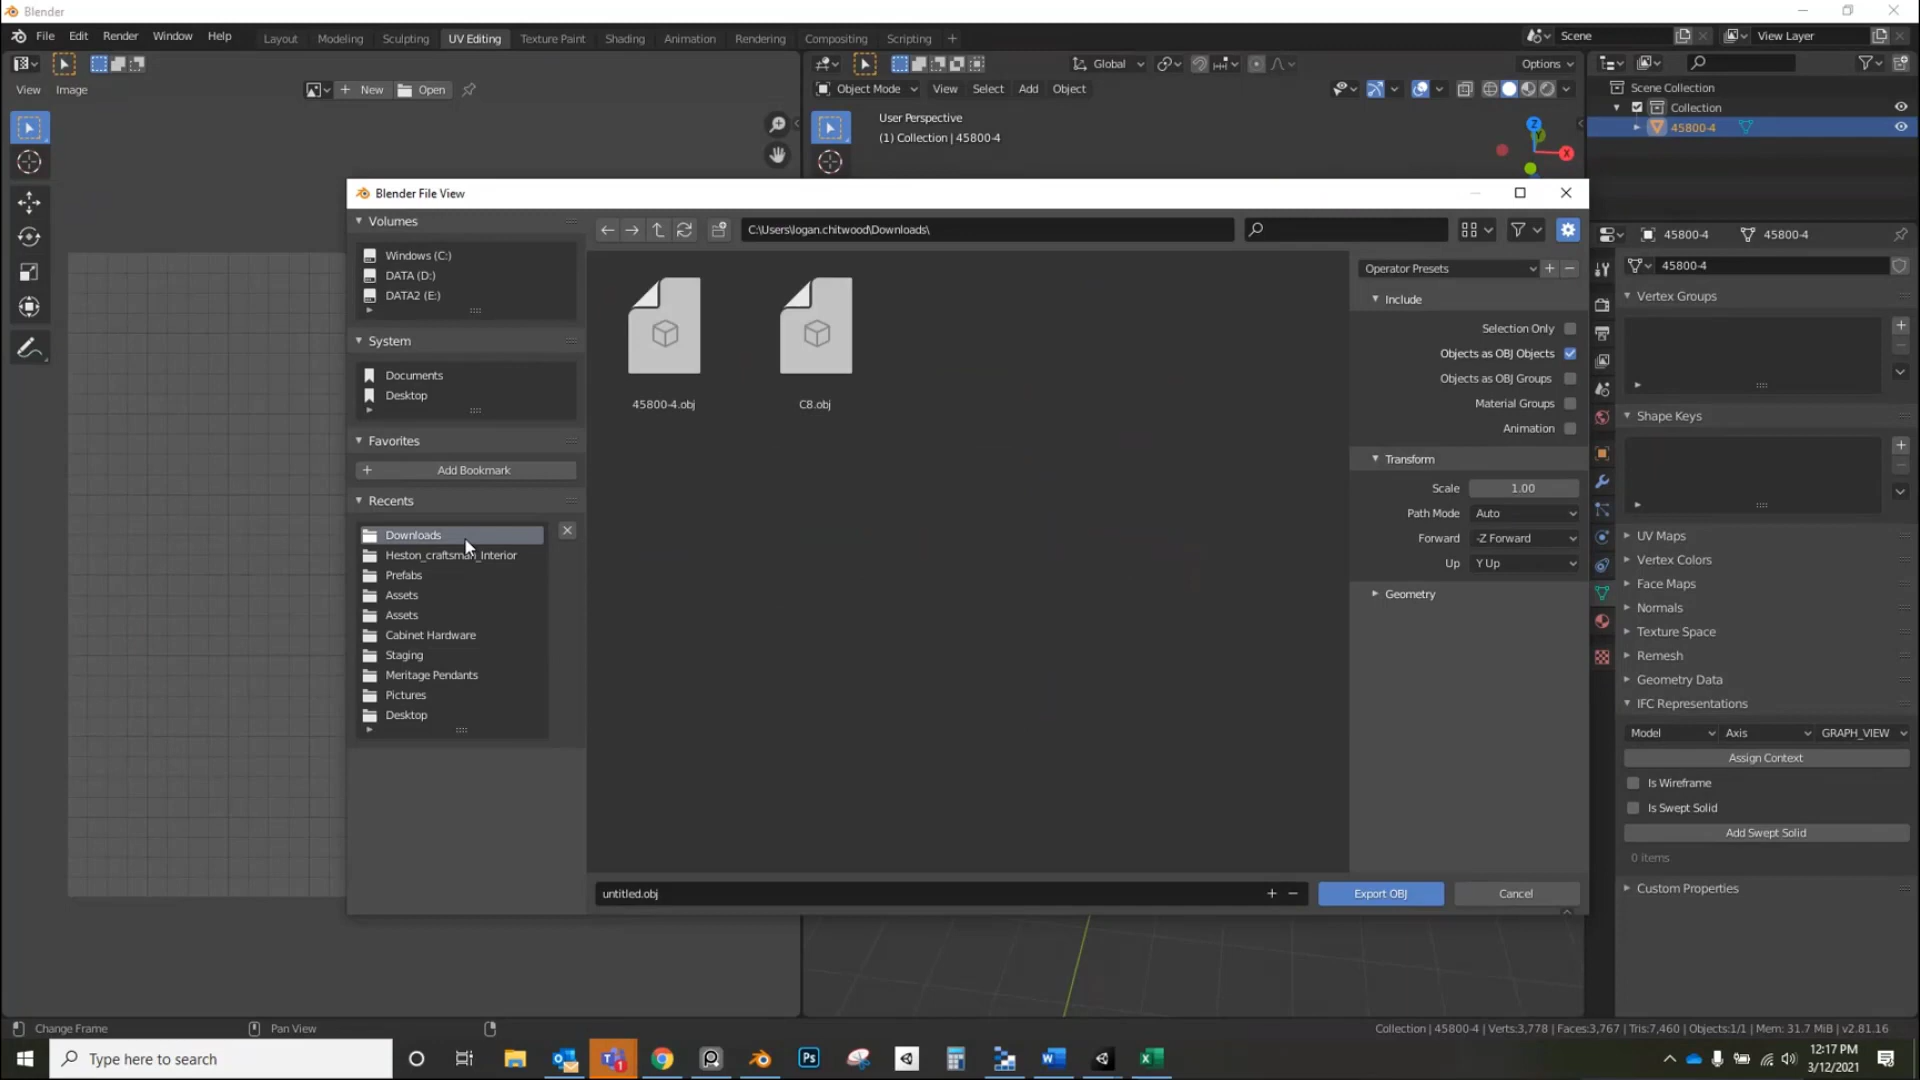 Blender
File Edit Render Window Help Layout Modeling Sculpting UV Editing Texture Paint Shading Animation Rendering Compositing Scripting + Scene View Layer
Global Options
View Image New Open Object Mode View Select Add Object
Scene Collection
Collection
45800-4
User Perspective
(1) Collection | 45800-4
Z
X
Blender File View
Volumes
Windows (C:)
DATA (D:)
DATA2 (E:)
System
Documents
Desktop
Favorites
Add Bookmark
Recents
Downloads
Heston_craftsman_Interior
Prefabs
Assets
Assets
Cabinet Hardware
Staging
Meritage Pendants
Pictures
Desktop
C:\Users\logan.chitwood\Downloads\
45800-4.obj
C8.obj
untitled.obj
Export OBJ
Cancel
Operator Presets
Include
Selection Only
Objects as OBJ Objects
Objects as OBJ Groups
Material Groups
Animation
Transform
Scale 1.00
Path Mode Auto
Forward -Z Forward
Up Y Up
Geometry
45800-4 45800-4
45800-4
Vertex Groups
Shape Keys
UV Maps
Vertex Colors
Face Maps
Normals
Texture Space
Remesh
Geometry Data
IFC Representations
Model Axis GRAPH_VIEW
Assign Context
Is Wireframe
Is Swept Solid
Add Swept Solid
0 items
Custom Properties
Change Frame Pan View
Collection | 45800-4 | Verts:3,778 | Faces:3,767 | Tris:7,460 | Objects:1/1 | Mem: 31.7 MiB | v2.81.16
Type here to search
12:17 PM
3/12/2021